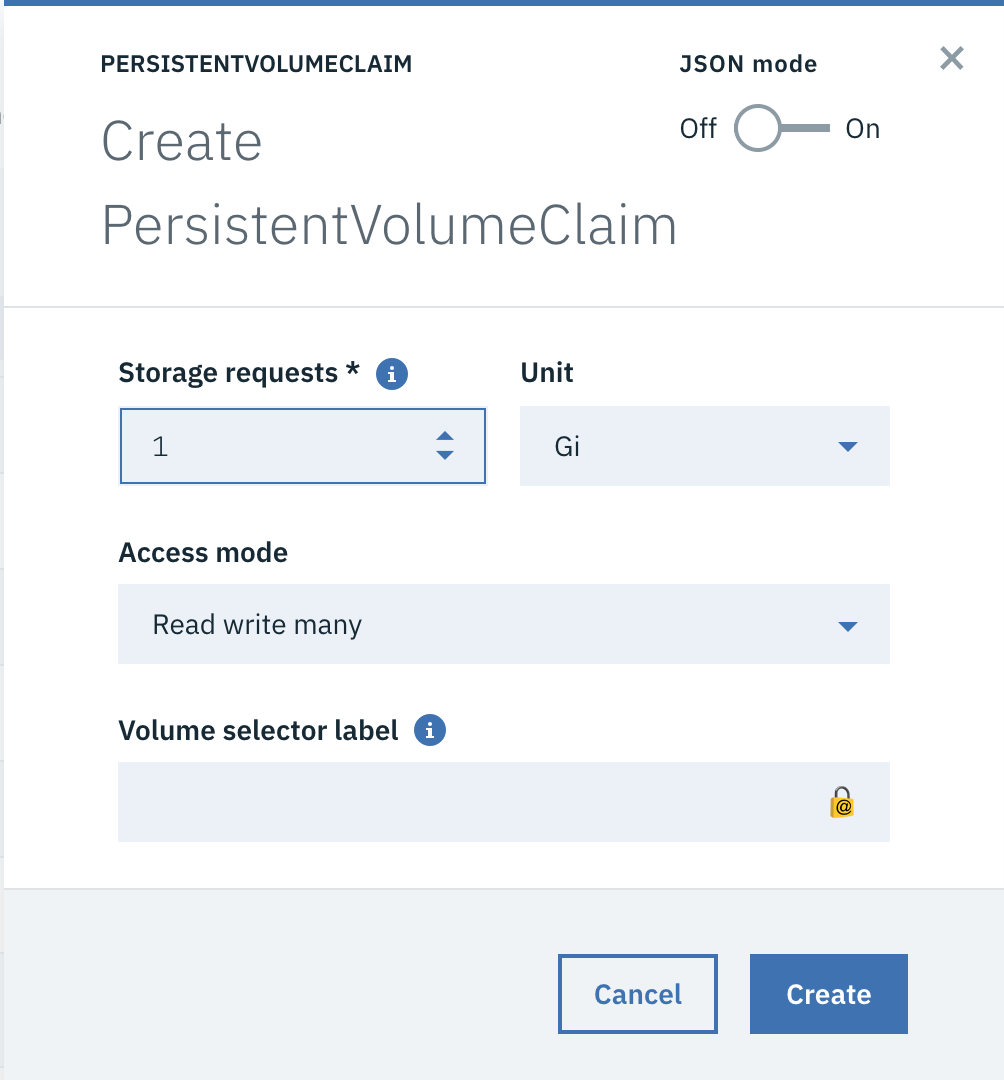 PERSISTENTVOLUMECLAIM
JSON mode
Create
PersistentVolumeClaim
Off On
Storage requests * i
Unit
1
Gi
Access mode
Read write many
Volume selector label i
@
Cancel
Create